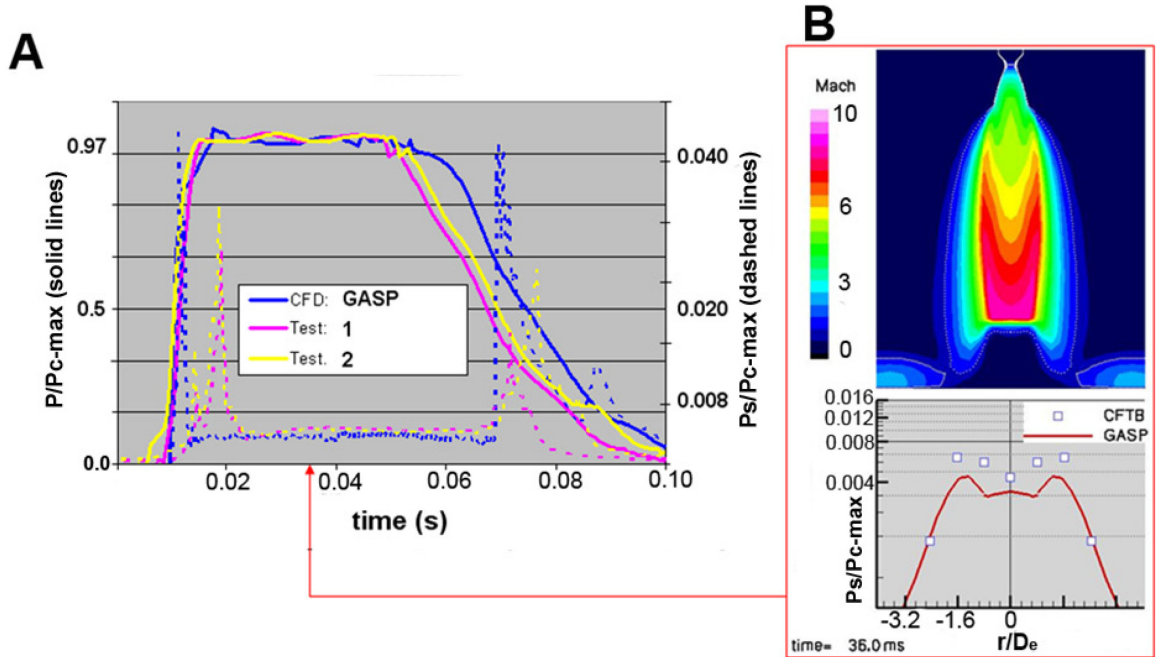 A
P/Pc-max (solid lines)
0.97
0.5
0.0
0.02
0.04
0.06
0.08
0.10
time (s)
0.040
0.020
0.008
Ps/Pc-max (dashed lines)
CFD: GASP
Test: 1
Test. 2
B
Mach
10
6
3
0
0.016
0.012
0.008
0.004
Ps/Pc-max
CFTB
GASP
-3.2
-1.6
0
r/De
time= 36.0 ms